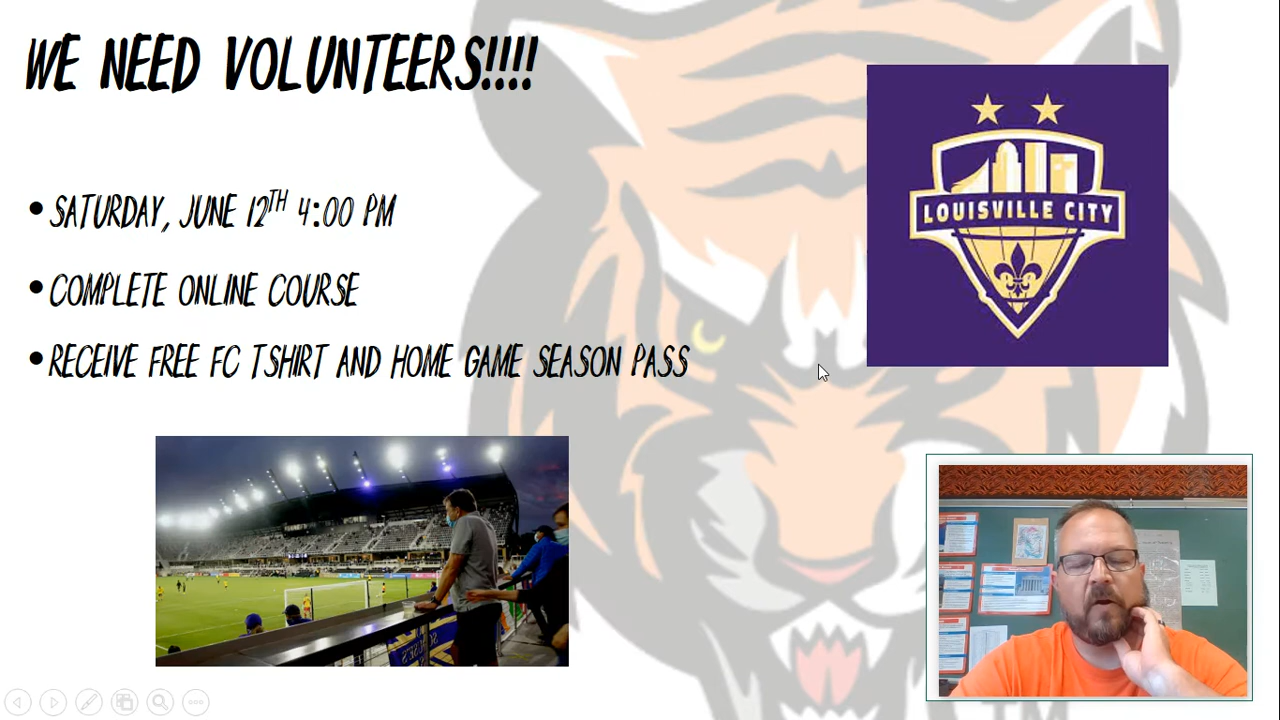 WE NEED VOLUNTEERS!!!!
• SATURDAY, JUNE 12TH 4:00 PM
• COMPLETE ONLINE COURSE
• RECEIVE FREE FC TSHIRT AND HOME GAME SEASON PASS
LOUISVILLE CITY
TM